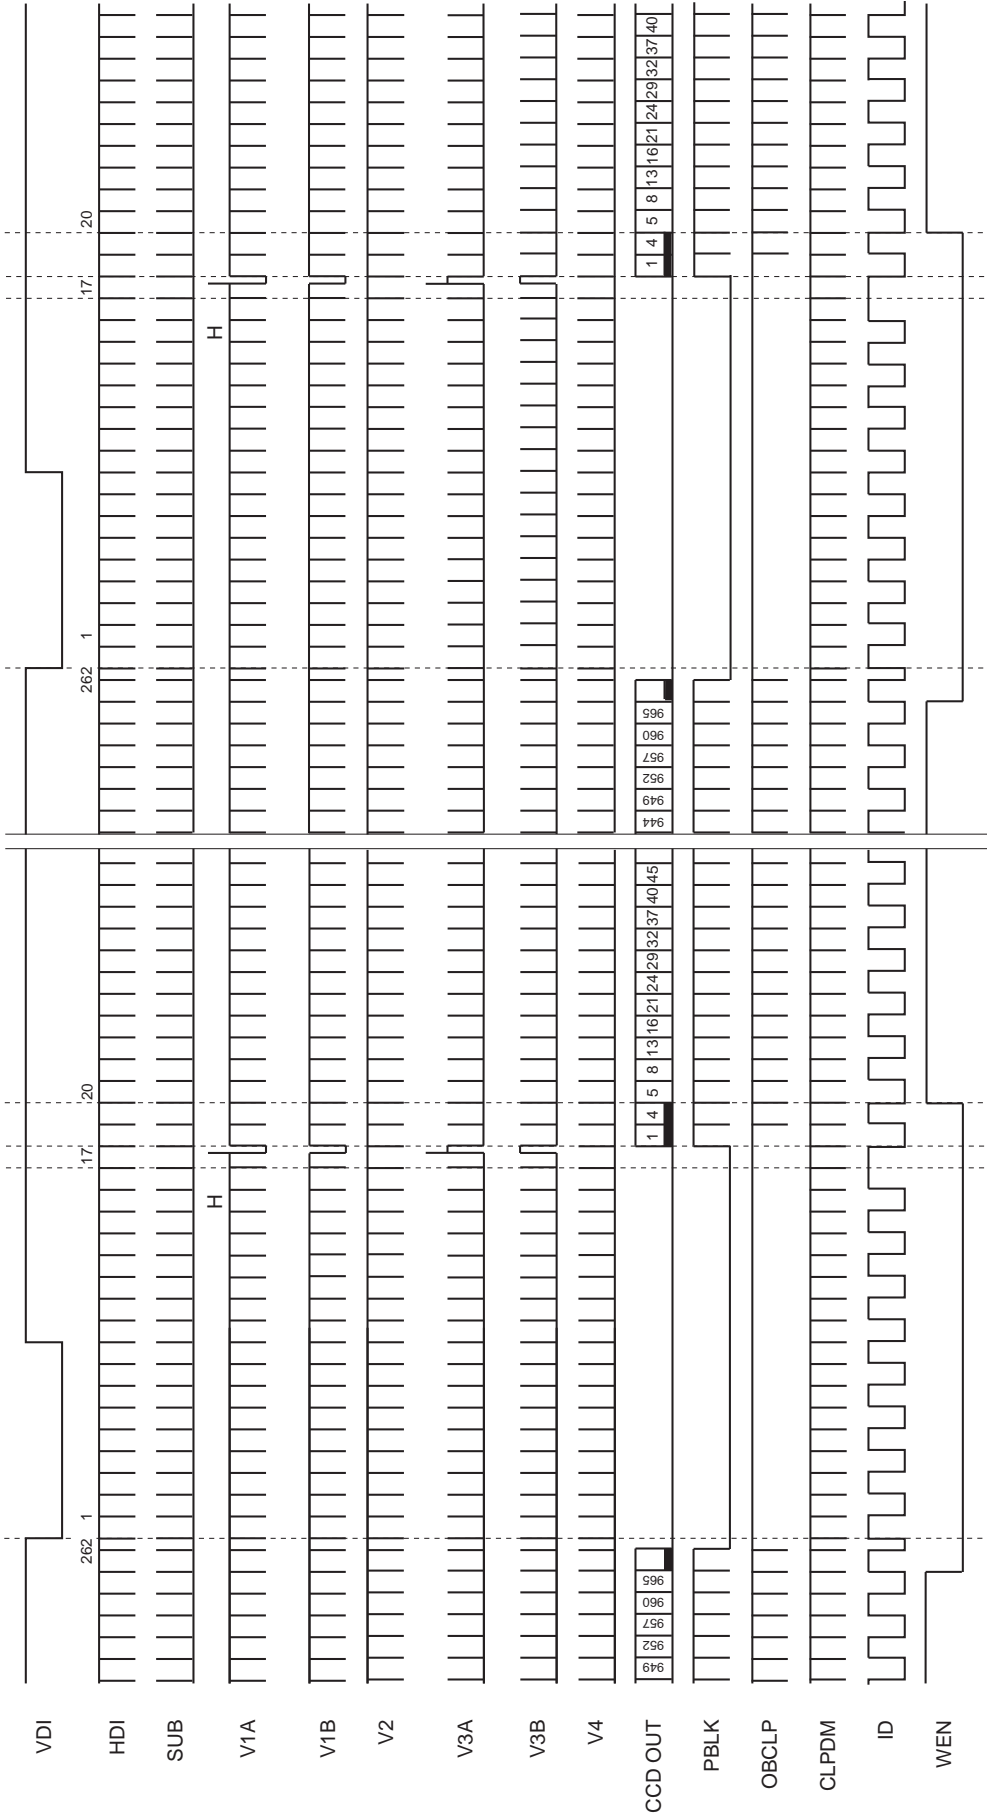 VDI
262 1 17 20 262 1 17 20
HDI
SUB
H H
V1A
V1B
V2
V3A
V3B
V4
CCD OUT 949 952 957 960 965 1 4 5 8 13 16 21 24 29 32 37 40 45 944 949 952 957 960 965 1 4 5 8 13 16 21 24 29 32 37 40
PBLK
OBCLP
CLPDM
ID
WEN